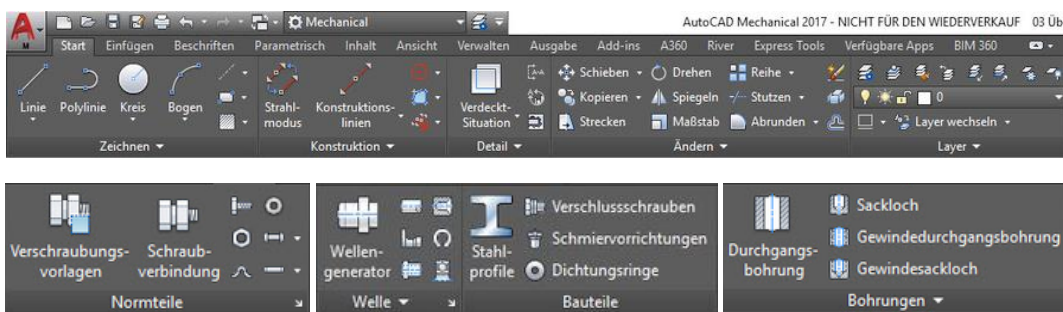 Mechanical AutoCAD Mechanical 2017 - NICHT FÜR DEN WIEDERVERKAUF 03 Üb
Start Einfügen Beschriften Parametrisch Inhalt Ansicht Verwalten Ausgabe Add-ins A360 River Express Tools Verfügbare Apps BIM 360
Schieben Drehen Reihe
Linie Polylinie Kreis Bogen Strahl-modus Konstruktions-linien Verdeckt-Situation Kopieren Spiegeln Stutzen 0
Strecken Maßstab Abrunden Layer wechseln
Zeichnen Konstruktion Detail Ändern Layer
Verschraubungs-vorlagen Schraub-verbindung
Normteile
Wellen-generator Stahl-profile Verschlussschrauben
Schmiervorrichtungen
Dichtungsringe
Welle Bauteile
Durchgangs-bohrung Sackloch
Gewindedurchgangsbohrung
Gewindesackloch
Bohrungen